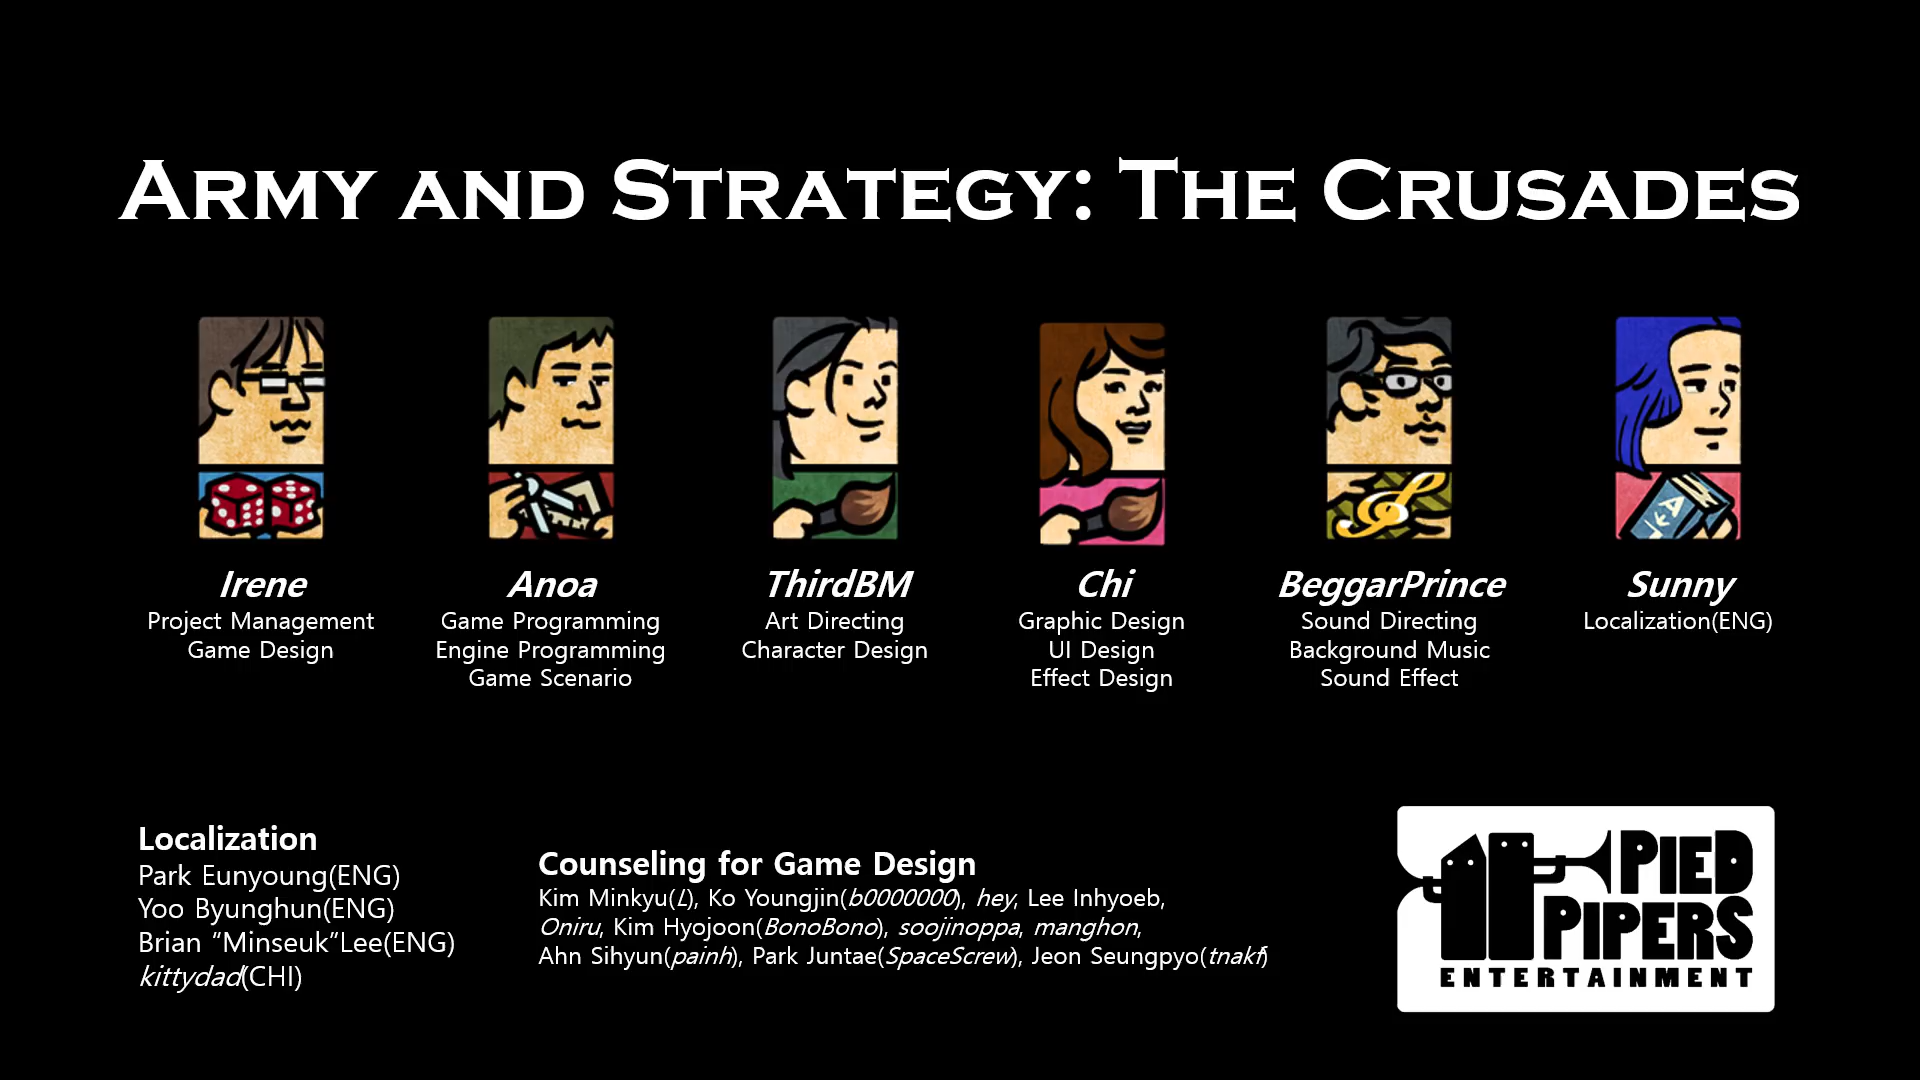 ARMY AND STRATEGY: THE CRUSADES
Irene
Project Management
Game Design
Anoa
Game Programming
Engine Programming
Game Scenario
ThirdBM
Art Directing
Character Design
Chi
Graphic Design
UI Design
Effect Design
BeggarPrince
Sound Directing
Background Music
Sound Effect
Sunny
Localization(ENG)
Localization
Park Eunyoung(ENG)
Yoo Byunghun(ENG)
Brian “Minseuk”Lee(ENG)
kittydad(CHI)
Counseling for Game Design
Kim Minkyu(L), Ko Youngjin(b0000000), hey, Lee Inhyoeb,
Oniru, Kim Hyojoon(BonoBono), soojinoppa, manghon,
Ahn Sihyun(painh), Park Juntae(SpaceScrew), Jeon Seungpyo(tnakf)
PIED
PIPERS
ENTERTAINMENT